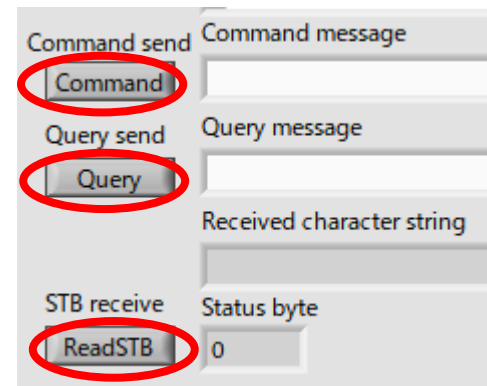 Command send
Command message
Command
Query send
Query message
Query
Received character string
STB receive
Status byte
ReadSTB
0